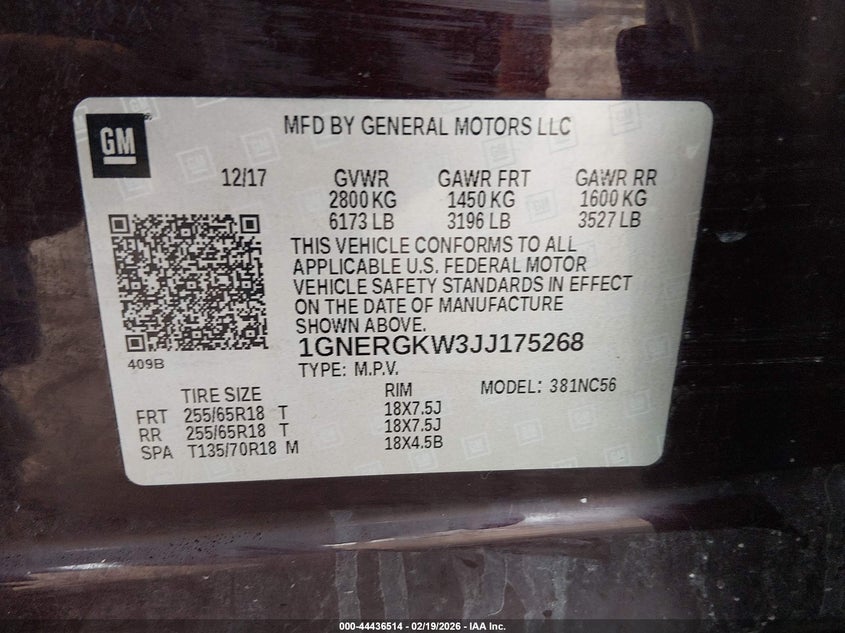 GM
MFD BY GENERAL MOTORS LLC
12/17 GVWR GAWR FRT GAWR RR
2800 KG 1450 KG 1600 KG
6173 LB 3196 LB 3527 LB
THIS VEHICLE CONFORMS TO ALL
APPLICABLE U.S. FEDERAL MOTOR
VEHICLE SAFETY STANDARDS IN EFFECT
ON THE DATE OF MANUFACTURE
SHOWN ABOVE.
409B
1GNERGKW3JJ175268
TYPE: M.P.V.
TIRE SIZE RIM MODEL: 381NC56
FRT 255/65R18 T 18X7.5J
RR 255/65R18 T 18X7.5J
SPA T135/70R18 M 18X4.5B
000-44436514 - 02/19/2026 - IAA Inc.